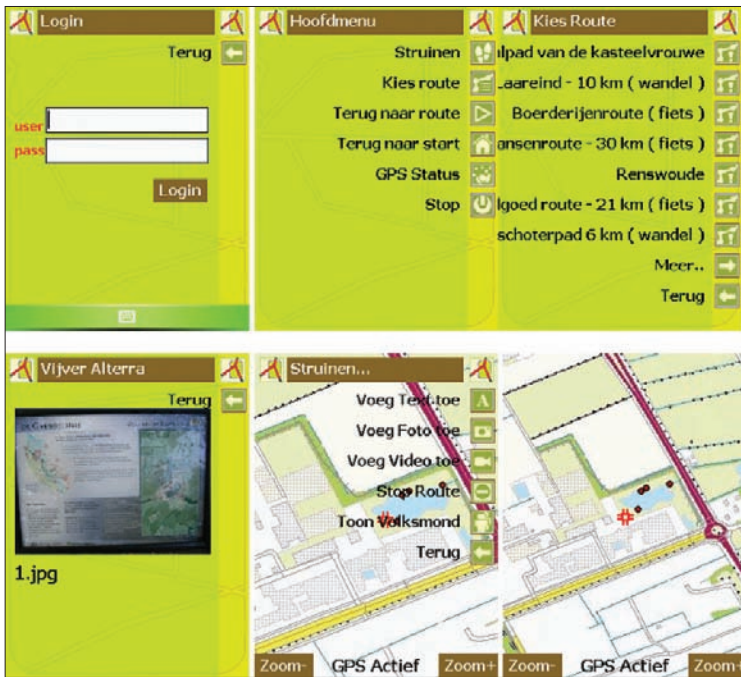 Login
Terug
user
pass
Login
Hoofdmenu
Struinen
Kies route
Terug naar route
Terug naar start
GPS Status
Stop
Kies Route
lpad van de kasteelvrouwe
aareind - 10 km ( wandel )
Boerderijenroute ( fiets )
ansenroute - 30 km ( fiets )
Renswoude
lgoed route - 21 km ( fiets )
schoterpad 6 km ( wandel )
Meer..
Terug
Vijver Alterra
Terug
1.jpg
Struinen...
Voeg Text toe
Voeg Foto toe
Voeg Video toe
Stop Route
Toon Volksmond
Terug
Zoom-
GPS Actief
Zoom+
Zoom-
GPS Actief
Zoom+